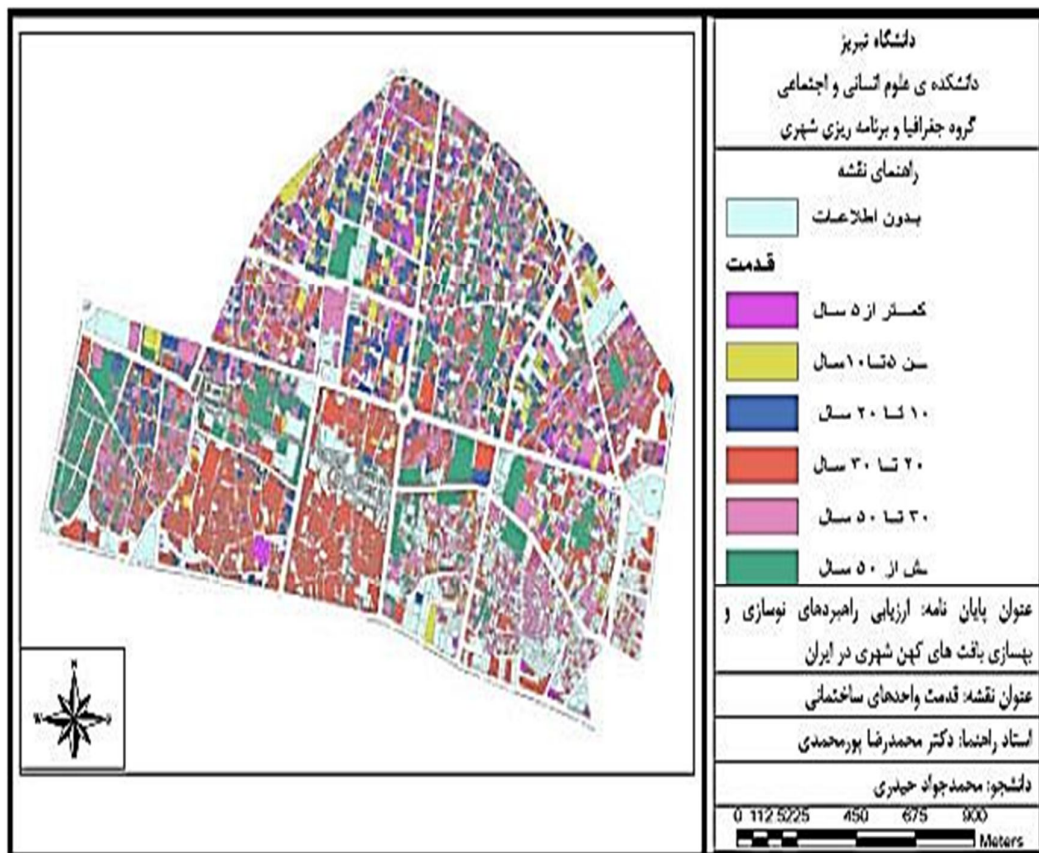 دانشگاه تبریز
دانشکده ی علوم انسانی و اجتماعی
گروه جغرافیا و برنامه ریزی شهری
راهنمای نقشه
بدون اطلاعات
قدمت
کمتر از ۵ سال
سن ۵تا۱۰سال
۱۰ تا ۲۰ سال
۲۰ تا ۳۰ سال
۳۰ تا ۵۰ سال
ش از ۵۰ سال
عنوان پایان نامه: ارزیابی راهبردهای نوسازی و
بهسازی بافت های کهن شهری در ایران
عنوان نقشه: قدمت واحدهای ساختمانی
استاد راهنما: دکتر محمدرضا پورمحمدی
دانشجو: محمدجواد حیدری
0 112.5225 450 675 900
Meters
N
W
S